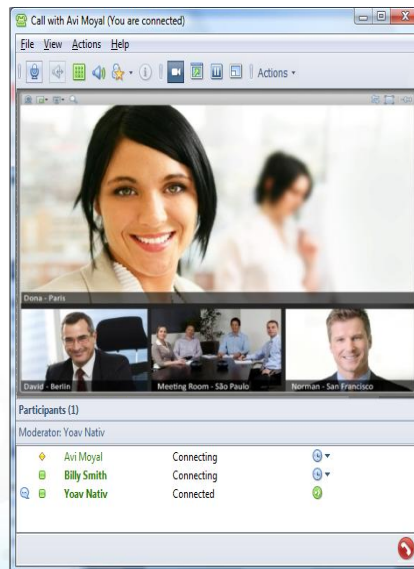 Call with Avi Moyal (You are connected)
File View Actions Help
Actions
Dona - Paris
David - Berlin
Meeting Room - São Paulo
Norman - San Francisco
Participants (1)
Moderator: Yoav Nativ
Avi Moyal Connecting
Billy Smith Connecting
Yoav Nativ Connected